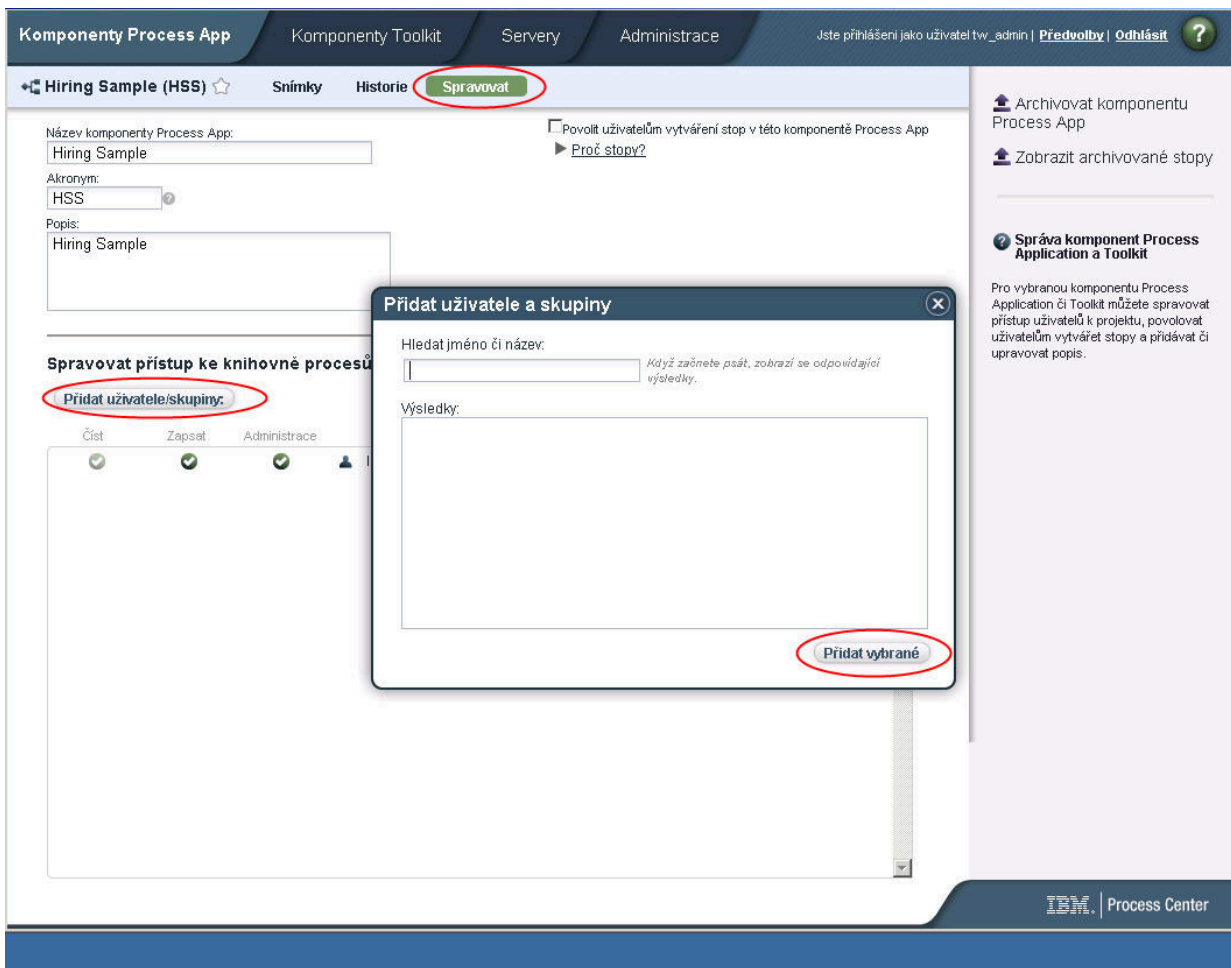 Komponenty Process App
Komponenty Toolkit
Servery
Administrace
Jste přihlášeni jako uživatel tw_admin | Předvolby | Odhlásit
?
Hiring Sample (HSS)
Snímky
Historie
Spravovat
Název komponenty Process App:
Hiring Sample
Akronym:
HSS
?
Popis:
Hiring Sample
Povolit uživatelům vytváření stop v této komponentě Process App
Proč stopy?
Spravovat přístup ke knihovně procesů
Přidat uživatele/skupiny:
Číst
Zapsat
Administrace
Přidat uživatele a skupiny
Hledat jméno či název:
Když začnete psát, zobrazí se odpovídající
výsledky.
Výsledky:
Přidat vybrané
Archivovat komponentu
Process App
Zobrazit archivované stopy
?
Správa komponent Process
Application a Toolkit
Pro vybranou komponentu Process
Application či Toolkit můžete spravovat
přístup uživatelů k projektu, povolovat
uživatelům vytvářet stopy a přidávat či
upravovat popis.
IBM. | Process Center